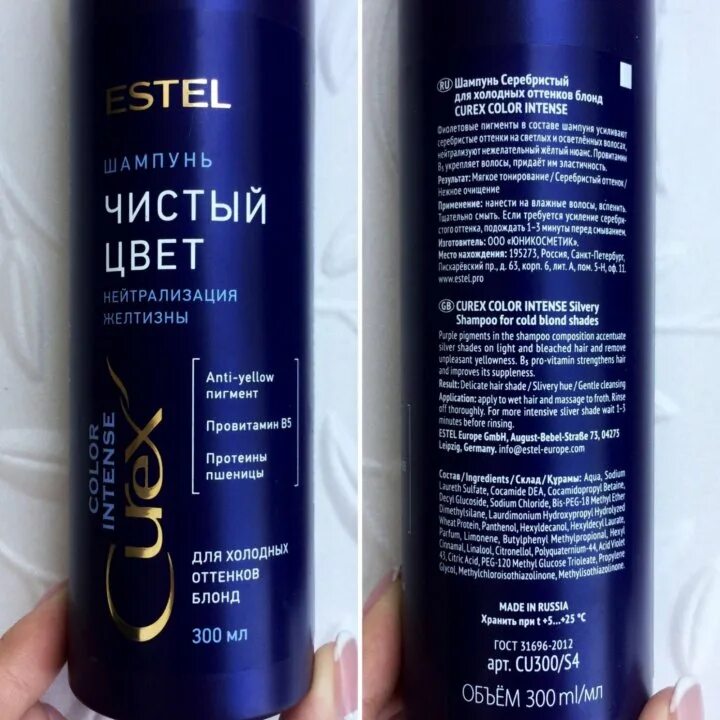 ESTEL
ШАМПУНЬ
ЧИСТЫЙ
ЦВЕТ
НЕЙТРАЛИЗАЦИЯ
ЖЕЛТИЗНЫ
Anti-yellow
пигмент
Провитамин B5
Протеины
пшеницы
COLOR
INTENSE
Curex
ДЛЯ ХОЛОДНЫХ
ОТТЕНКОВ
БЛОНД
300 МЛ
RU Шампунь Серебристый
для холодных оттенков блонд
CUREX COLOR INTENSE
Фиолетовые пигменты в составе шампуня усиливают
серебристые оттенки на светлых и осветлённых волосах,
нейтрализуют нежелательный жёлтый нюанс. Провитамин
B₅ укрепляет волосы, придаёт им эластичность.
Результат: Мягкое тонирование / Серебристый оттенок /
Нежное очищение
Применение: нанести на влажные волосы, вспенить.
Тщательно смыть. Если требуется усиление серебри-
стого оттенка, подождать 1–3 минуты перед смыванием.
Изготовитель: ООО «ЮНИКОСМЕТИК».
Место нахождения: 195273, Россия, Санкт-Петербург,
Пискарёвский пр., д. 63, корп. 6, лит. А, пом. 5-Н, оф. 11.
www.estel.pro
GB CUREX COLOR INTENSE Silvery
Shampoo for cold blond shades
Purple pigments in the shampoo composition accentuate
silver shades on light and bleached hair and remove
unpleasant yellowness. B₅ pro-vitamin strengthens hair
and improves its suppleness.
Result: Delicate hair shade / Slivery hue / Gentle cleansing
Application: apply to wet hair and massage to froth. Rinse
off thoroughly. For more intensive sliver shade wait 1–3
minutes before rinsing.
ESTEL Europe GmbH, August-Bebel-Straße 73, 04275
Leipzig, Germany. info@estel-europe.com
Состав / Ingredients / Склад / Құрамы: Aqua, Sodium
Laureth Sulfate, Cocamide DEA, Cocamidopropyl Betaine,
Decyl Glucoside, Sodium Chloride, Bis-PEG-18 Methyl Ether
Dimethylsilane, Laurdimonium Hydroxypropyl Hydrolyzed
Wheat Protein, Panthenol, Hexyldecanol, Hexyldecyl Laurate,
Parfum, Limonene, Butylphenyl Methylpropional, Hexyl
Cinnamal, Linalool, Citronellol, Polyquaternium-44, Acid Violet
43, Citric Acid, PEG-120 Methyl Glucose Trioleate, Propylene
Glycol, Methylchloroisothiazolinone, Methylisothiazolinone.
MADE IN RUSSIA
Хранить при t +5...+25 °C
ГОСТ 31696-2012
арт. CU300/S4
ОБЪЁМ 300 ml/мл